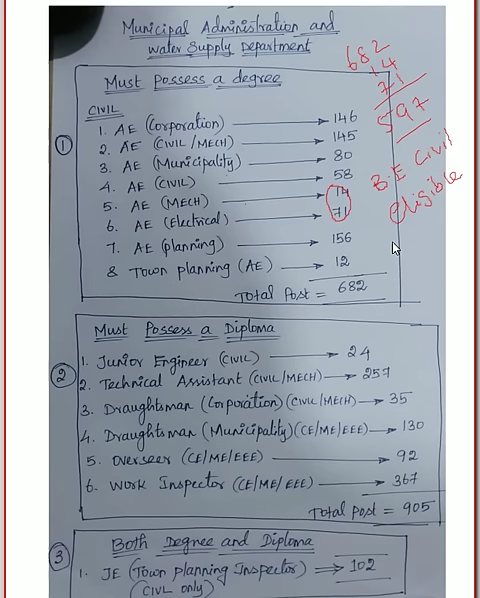 Municipal Administration and
Water Supply Department
Must Possess a degree
CIVIL
① 1. AE (Corporation) → 146
2. AE (CIVIL/MECH) → 145
3. AE (Municipality) → 80
4. AE (CIVIL) → 58
5. AE (MECH) → 14
6. AE (Electrical) → 71
7. AE (planning) → 156
8 Town planning (AE) → 12
Total Post = 682
682
14
71
597
B.E Civil
eligible
Must Possess a Diploma
② 1. Junior Engineer (CIVIL) → 24
2. Technical Assistant (CIVIL/MECH) → 257
3. Draughtsman (Corporation) (CIVIL/MECH) → 35
4. Draughtsman (Municipality) (CE/ME/EEE) → 130
5. Overseer (CE/ME/EEE) → 92
6. Work Inspector (CE/ME/EEE) → 367
Total post = 905
③ Both Degree and Diploma
1. JE (Town planning Inspector) ⇒ 102
(CIVL only)